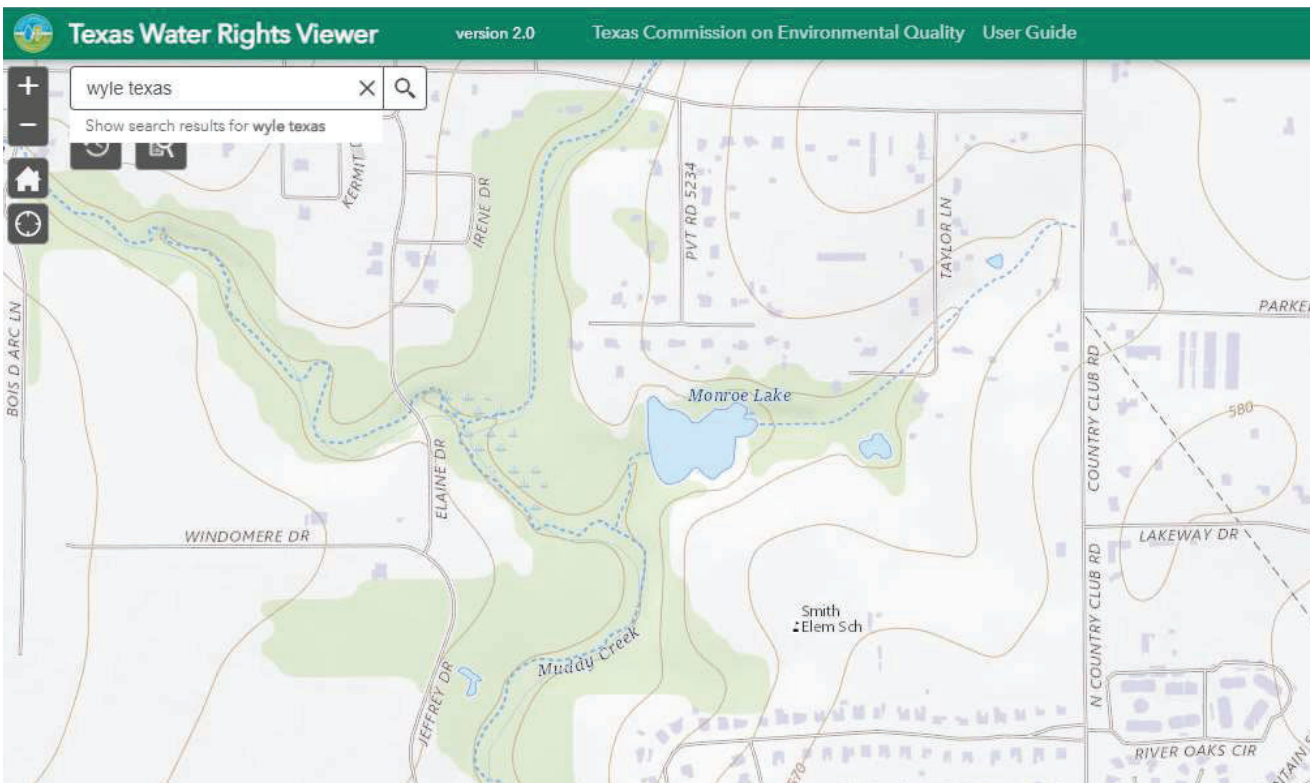 Texas Water Rights Viewer version 2.0 Texas Commission on Environmental Quality User Guide
+
wyle texas
−
Show search results for wyle texas
KERMIT D
IRENE DR
PVT RD 5234
TAYLOR LN
BOIS D ARC LN
PARKE
Monroe Lake
COUNTRY CLUB RD
580
ELAINE DR
WINDOMERE DR
LAKEWAY DR
N COUNTRY CLUB RD
Smith
Elem Sch
Muddy Creek
JEFFREY DR
RIVER OAKS CIR
NTAIN S